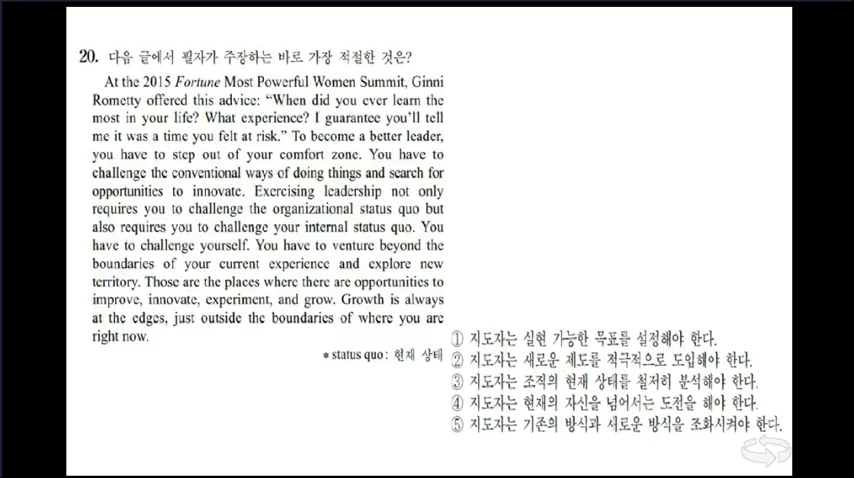 20. 다음 글에서 필자가 주장하는 바로 가장 적절한 것은?
At the 2015 Fortune Most Powerful Women Summit, Ginni
Rometty offered this advice: “When did you ever learn the
most in your life? What experience? I guarantee you’ll tell
me it was a time you felt at risk.” To become a better leader,
you have to step out of your comfort zone. You have to
challenge the conventional ways of doing things and search for
opportunities to innovate. Exercising leadership not only
requires you to challenge the organizational status quo but
also requires you to challenge your internal status quo. You
have to challenge yourself. You have to venture beyond the
boundaries of your current experience and explore new
territory. Those are the places where there are opportunities to
improve, innovate, experiment, and grow. Growth is always
at the edges, just outside the boundaries of where you are
right now.
* status quo: 현재 상태
① 지도자는 실현 가능한 목표를 설정해야 한다.
② 지도자는 새로운 제도를 적극적으로 도입해야 한다.
③ 지도자는 조직의 현재 상태를 철저히 분석해야 한다.
④ 지도자는 현재의 자신을 넘어서는 도전을 해야 한다.
⑤ 지도자는 기존의 방식과 새로운 방식을 조화시켜야 한다.